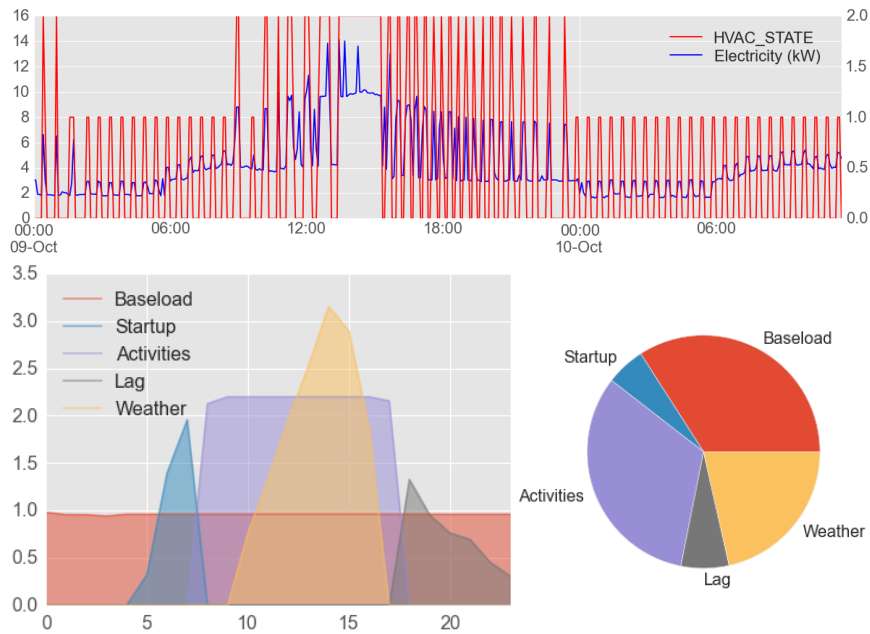 16
14
12
10
8
6
4
2
0
2.0
1.5
1.0
0.5
0.0
HVAC_STATE
Electricity (kW)
00:00
09-Oct
06:00
12:00
18:00
00:00
10-Oct
06:00
3.5
3.0
2.5
2.0
1.5
1.0
0.5
0.0
Baseload
Startup
Activities
Lag
Weather
0
5
10
15
20
Baseload
Startup
Activities
Weather
Lag